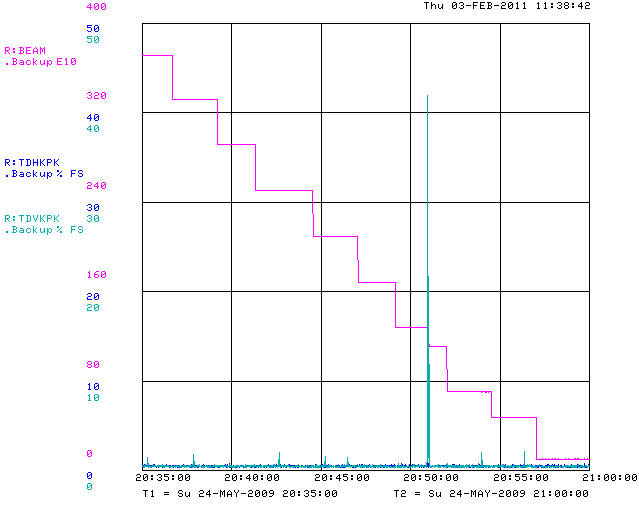 Thu 03-FEB-2011 11:38:42
400
50
50
R:BEAM
.Backup E10
320
40
40
R:TDHKPK
.Backup % FS
240
30
R:TDVKPK 30
.Backup % FS
160
20
20
80
10
10
0
0
0
20:35:00 20:40:00 20:45:00 20:50:00 20:55:00 21:00:00
T1 = Su 24-MAY-2009 20:35:00 T2 = Su 24-MAY-2009 21:00:00